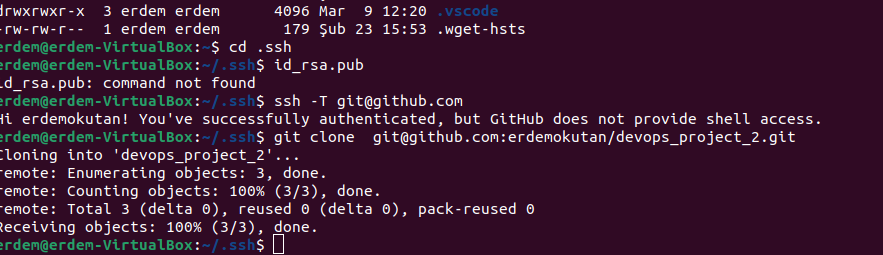 drwxrwxr-x  3 erdem erdem     4096 Mar  9 12:20 .vscode
-rw-rw-r--  1 erdem erdem      179 Şub 23 15:53 .wget-hsts
erdem@erdem-VirtualBox:~$ cd .ssh
erdem@erdem-VirtualBox:~/.ssh$ id_rsa.pub
id_rsa.pub: command not found
erdem@erdem-VirtualBox:~/.ssh$ ssh -T git@github.com
Hi erdemokutan! You've successfully authenticated, but GitHub does not provide shell access.
erdem@erdem-VirtualBox:~/.ssh$ git clone  git@github.com:erdemokutan/devops_project_2.git
Cloning into 'devops_project_2'...
remote: Enumerating objects: 3, done.
remote: Counting objects: 100% (3/3), done.
remote: Total 3 (delta 0), reused 0 (delta 0), pack-reused 0
Receiving objects: 100% (3/3), done.
erdem@erdem-VirtualBox:~/.ssh$